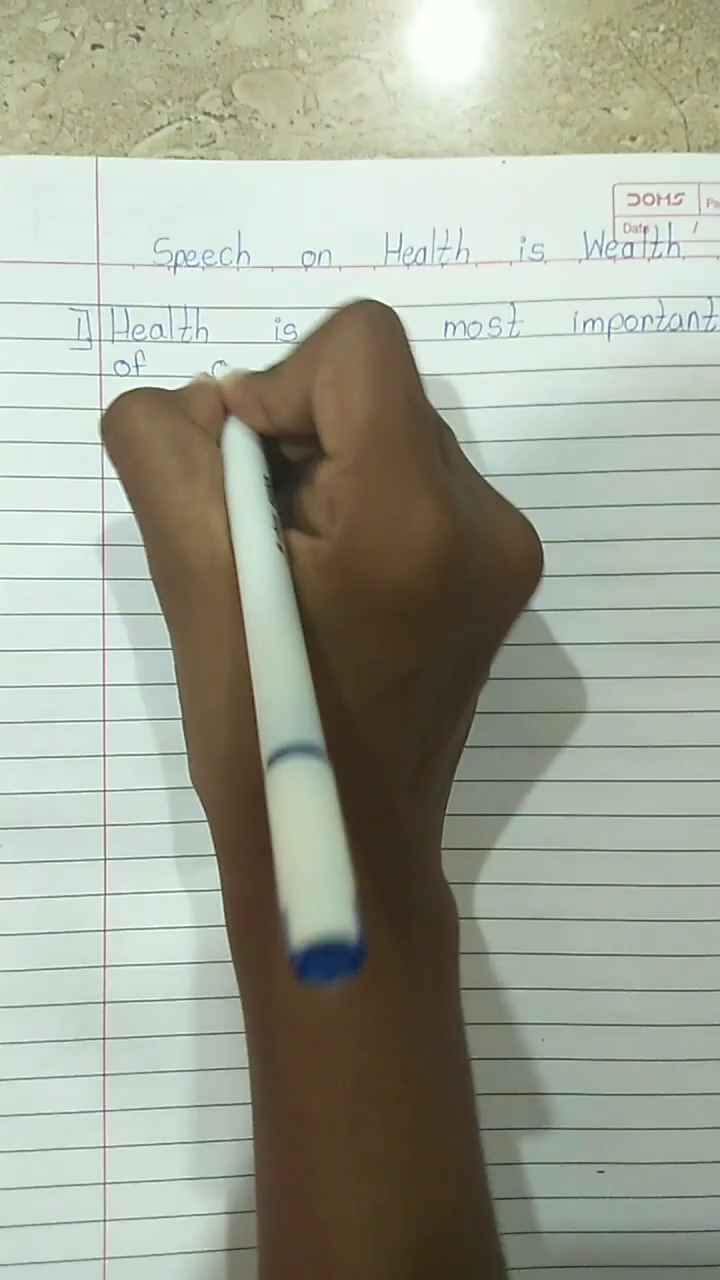 DOMS
Date /
Speech on Health is Wealth
1] Health is most important
of